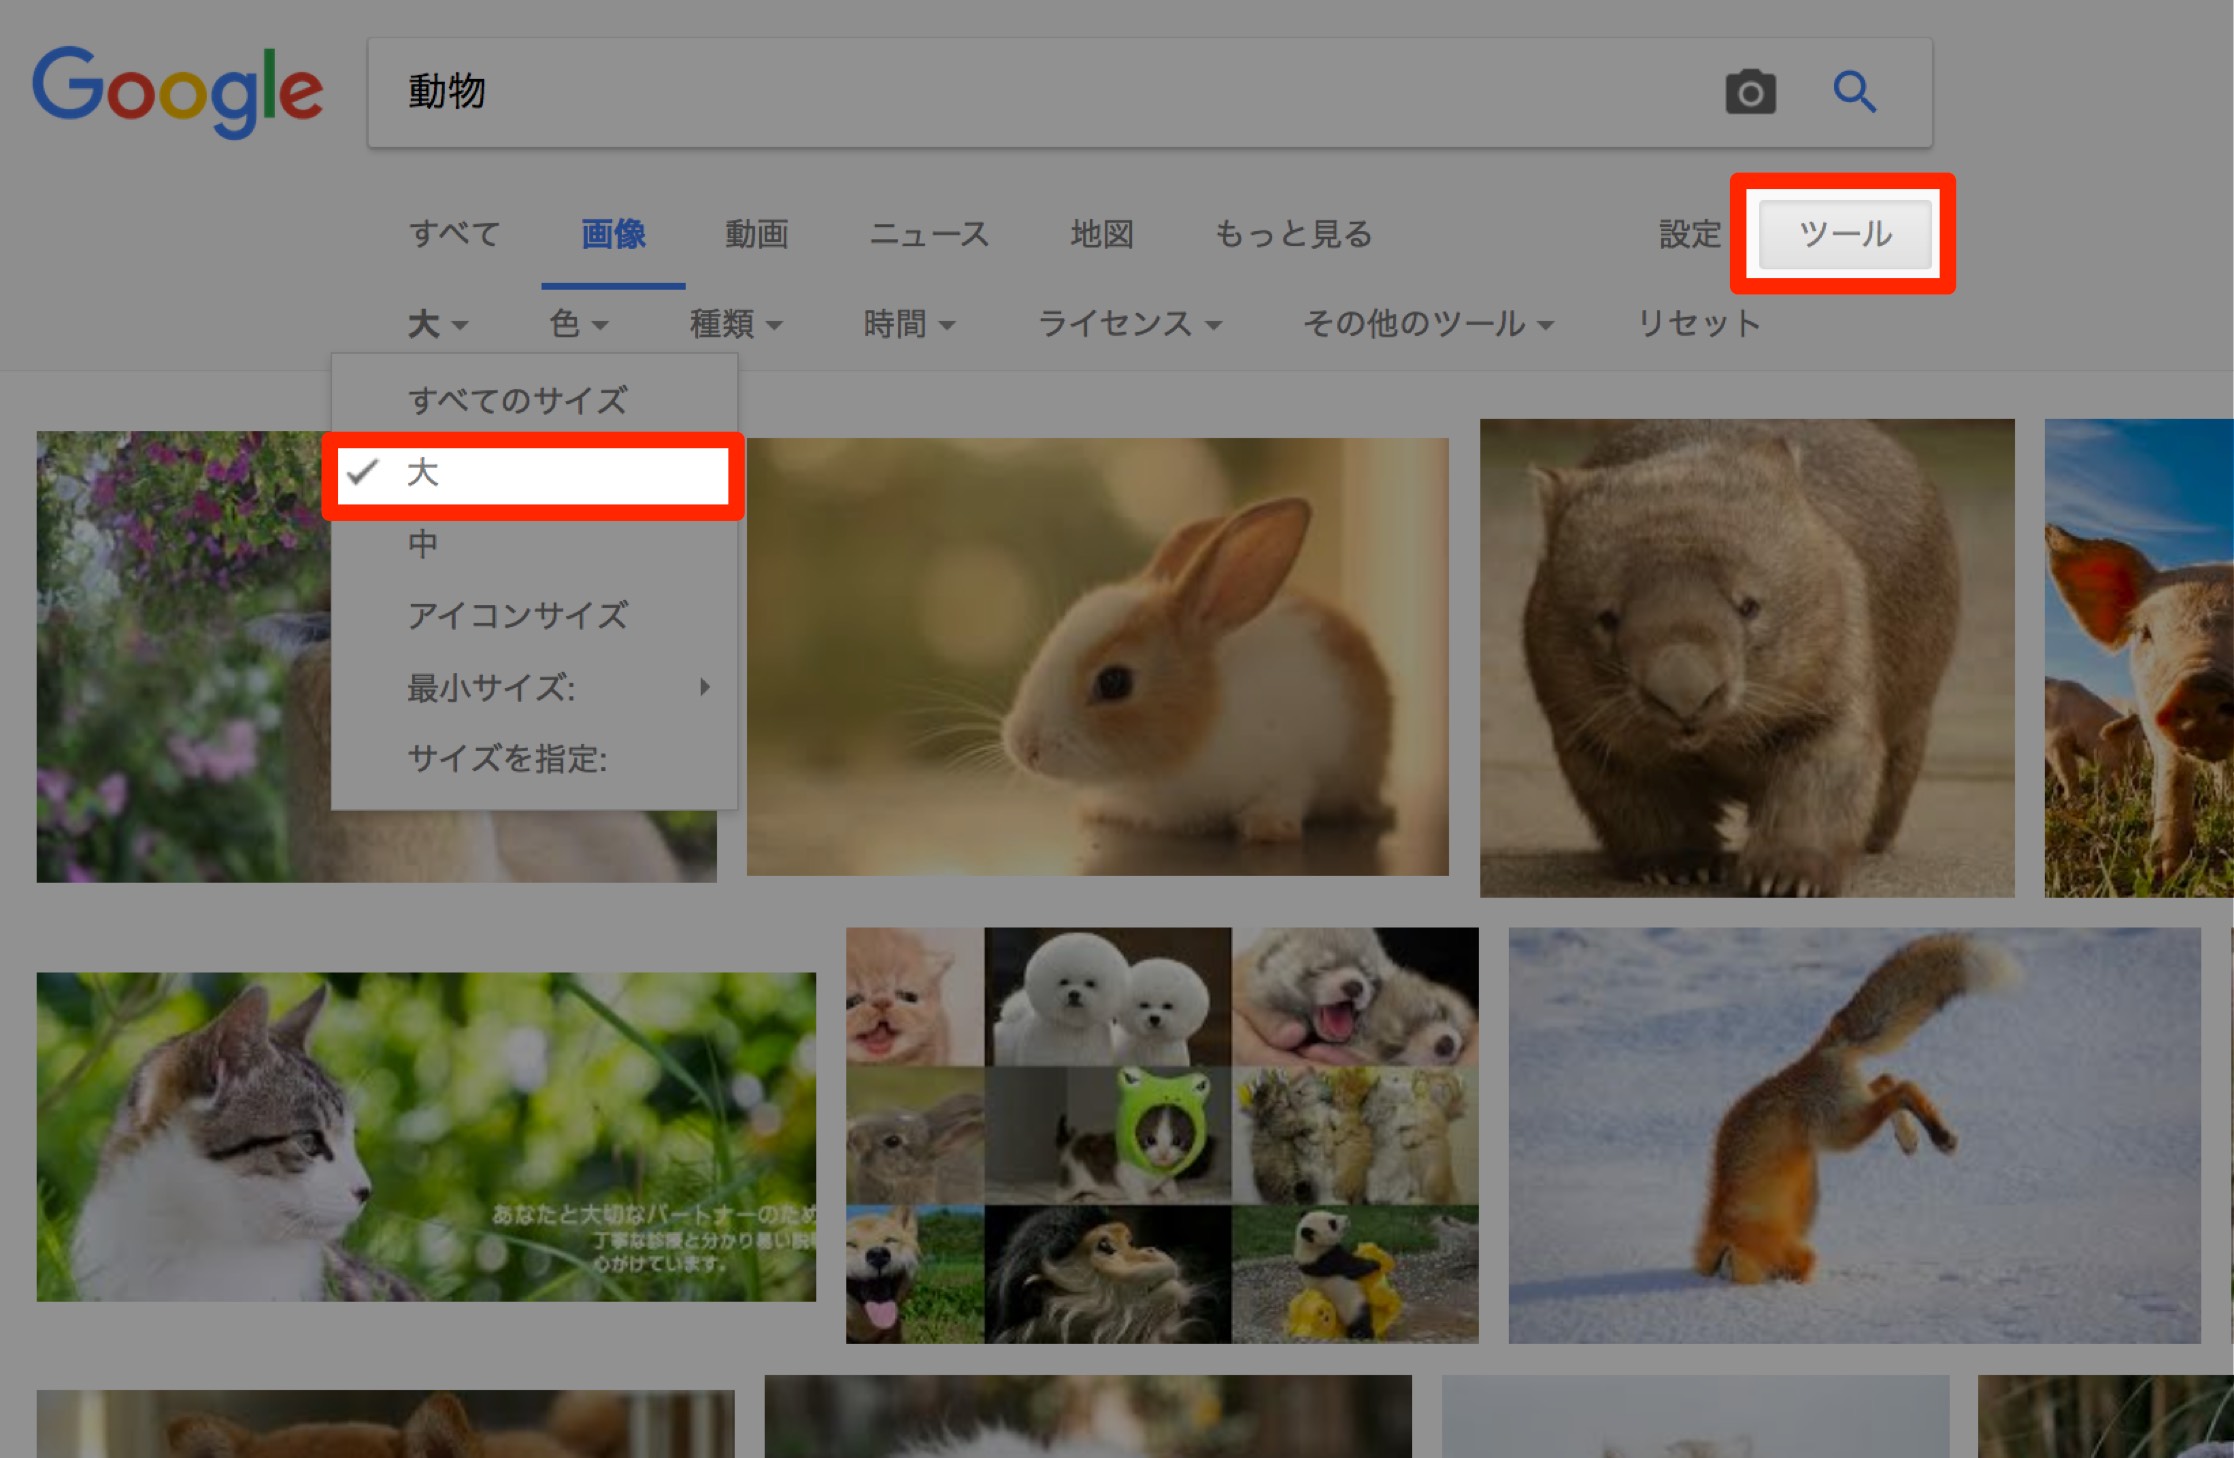 Google
動物
すべて 画像 動画 ニュース 地図 もっと見る 設定 ツール
大 色 種類 時間 ライセンス その他のツール リセット
すべてのサイズ
大
中
アイコンサイズ
最小サイズ:
サイズを指定:
あなたと大切なパートナーのため
丁寧な診療と分かり易い説
心がけています。